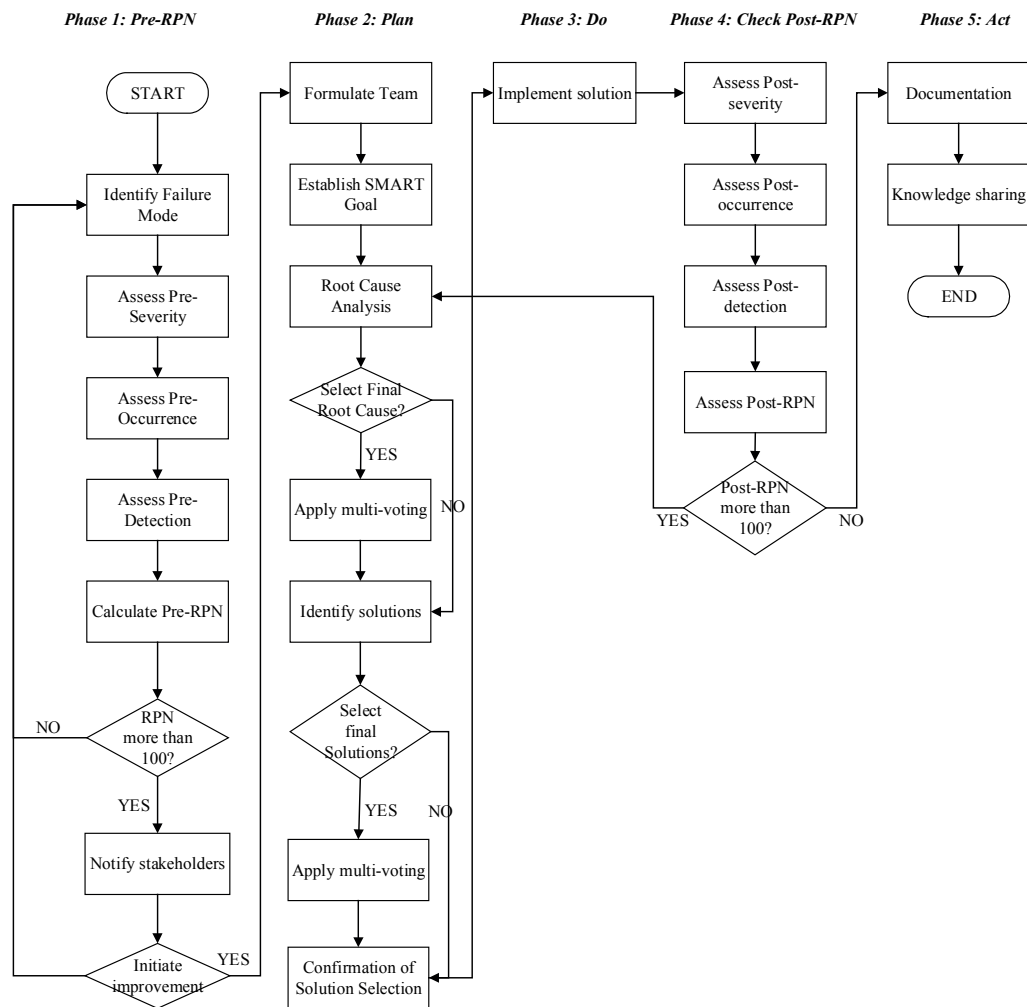 Phase 1: Pre-RPN
Phase 2: Plan
Phase 3: Do
Phase 4: Check Post-RPN
Phase 5: Act
START
Identify Failure
Mode
Assess Pre-
Severity
Assess Pre-
Occurrence
Assess Pre-
Detection
Calculate Pre-RPN
RPN
more than
100?
NO
YES
Notify stakeholders
Initiate
improvement
YES
Formulate Team
Establish SMART
Goal
Root Cause
Analysis
Select Final
Root Cause?
YES
NO
Apply multi-voting
Identify solutions
Select
final
Solutions?
YES
NO
Apply multi-voting
Confirmation of
Solution Selection
Implement solution
Assess Post-
severity
Assess Post-
occurrence
Assess Post-
detection
Assess Post-RPN
Post-RPN
more than
100?
YES
NO
Documentation
Knowledge sharing
END